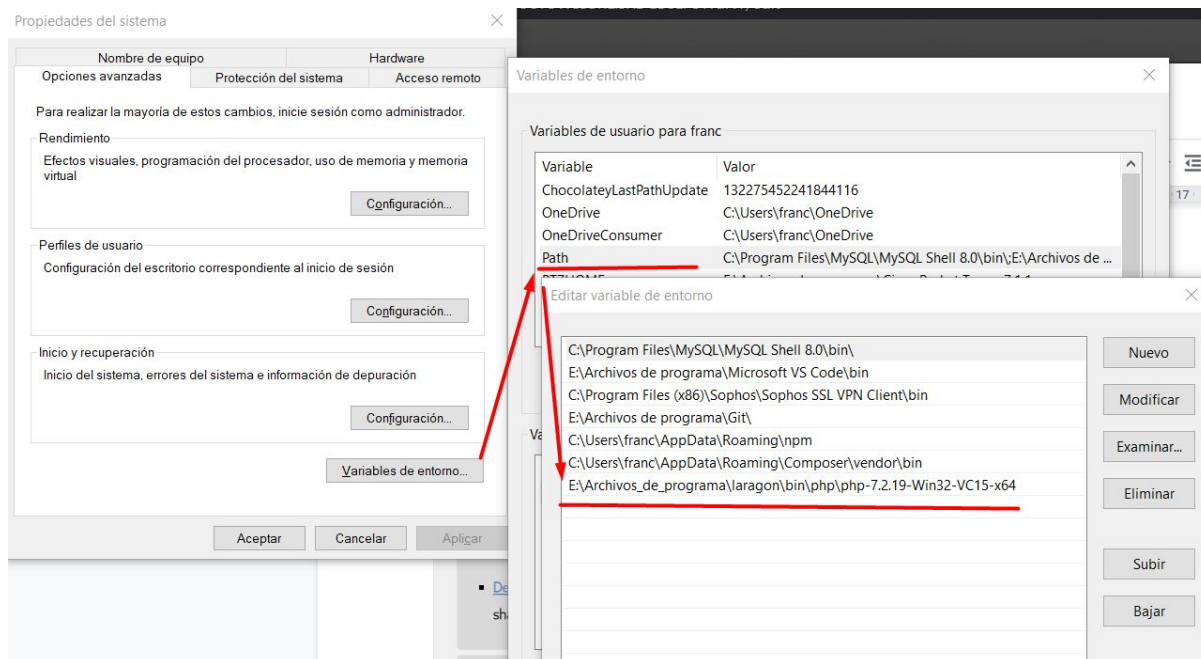 Propiedades del sistema
Nombre de equipo
Hardware
Opciones avanzadas
Protección del sistema
Acceso remoto
Para realizar la mayoría de estos cambios, inicie sesión como administrador.
Rendimiento
Efectos visuales, programación del procesador, uso de memoria y memoria
virtual
Configuración...
Perfiles de usuario
Configuración del escritorio correspondiente al inicio de sesión
Configuración...
Inicio y recuperación
Inicio del sistema, errores del sistema e información de depuración
Configuración...
Variables de entorno...
Aceptar
Cancelar
Aplicar
Variables de entorno
Variables de usuario para franc
Variable Valor
ChocolateyLastPathUpdate 132275452241844116
OneDrive C:\Users\franc\OneDrive
OneDriveConsumer C:\Users\franc\OneDrive
Path C:\Program Files\MySQL\MySQL Shell 8.0\bin\;E:\Archivos de ...
Editar variable de entorno
C:\Program Files\MySQL\MySQL Shell 8.0\bin\
E:\Archivos de programa\Microsoft VS Code\bin
C:\Program Files (x86)\Sophos\Sophos SSL VPN Client\bin
E:\Archivos de programa\Git\
C:\Users\franc\AppData\Roaming\npm
C:\Users\franc\AppData\Roaming\Composer\vendor\bin
E:\Archivos_de_programa\laragon\bin\php\php-7.2.19-Win32-VC15-x64
Nuevo
Modificar
Examinar...
Eliminar
Subir
Bajar
17
De
sh
Va